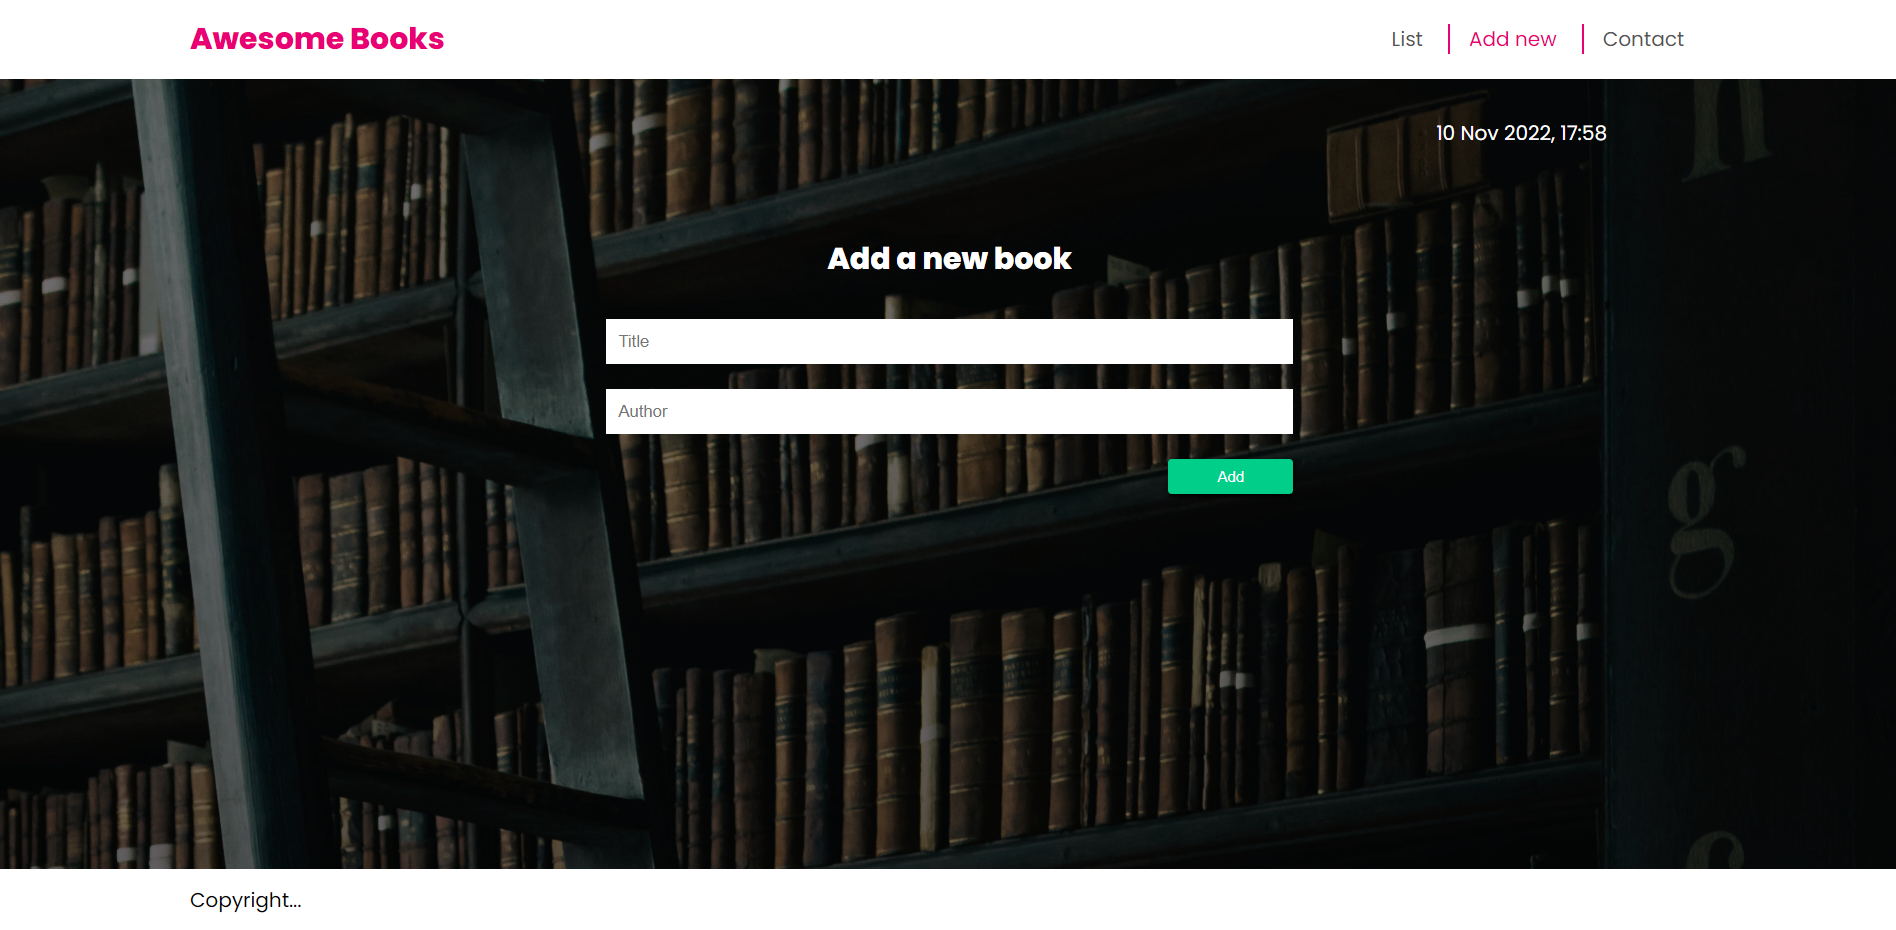 Awesome Books
List
Add new
Contact
10 Nov 2022, 17:58
Add a new book
Title
Author
Add
n
g
Copyright...